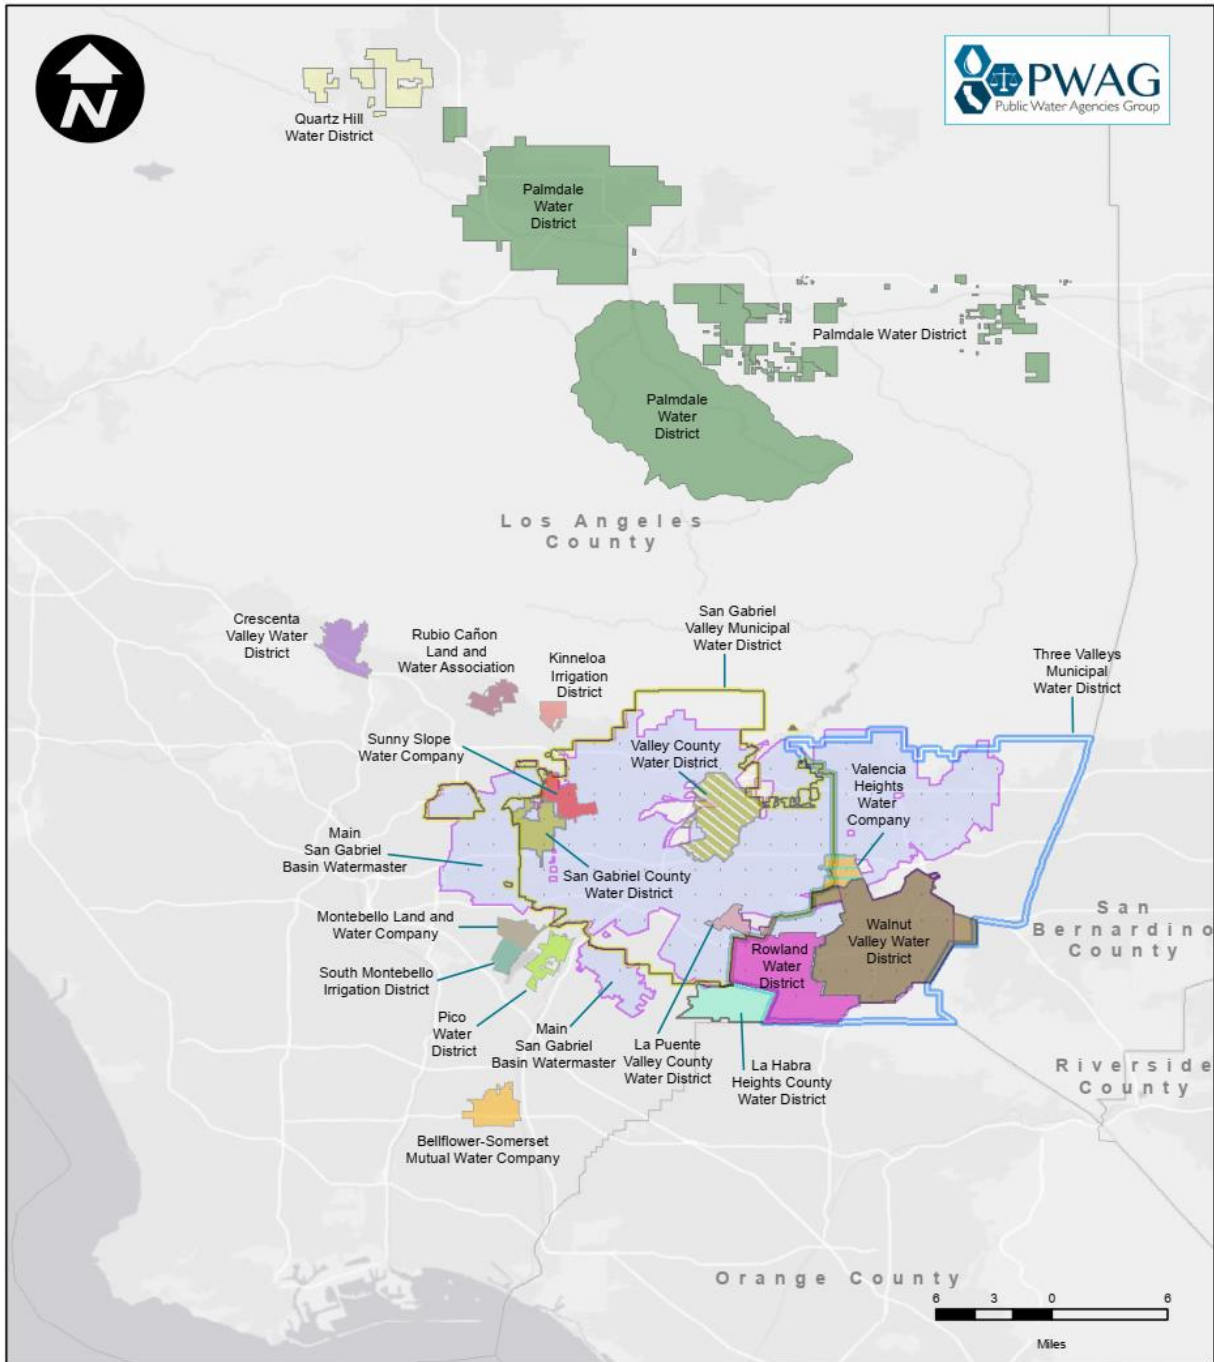 N
PWAG
Public Water Agencies Group
Quartz Hill
Water District
Palmdale
Water
District
Palmdale Water District
Palmdale
Water
District
Los Angeles
County
Crescenta
Valley Water
District
Rubio Cañon
Land and
Water Association
Kinneloa
Irrigation
District
San Gabriel
Valley Municipal
Water District
Three Valleys
Municipal
Water District
Sunny Slope
Water Company
Valley County
Water District
Valencia
Heights
Water
Company
Main
San Gabriel
Basin Watermaster
San Gabriel County
Water District
Montebello Land and
Water Company
South Montebello
Irrigation District
Pico
Water
District
Main
San Gabriel
Basin Watermaster
La Puente
Valley County
Water District
La Habra
Heights County
Water District
Rowland
Water
District
Walnut
Valley Water
District
San
Bernardino
County
Riverside
County
Bellflower-Somerset
Mutual Water Company
Orange County
6 3 0 6
Miles